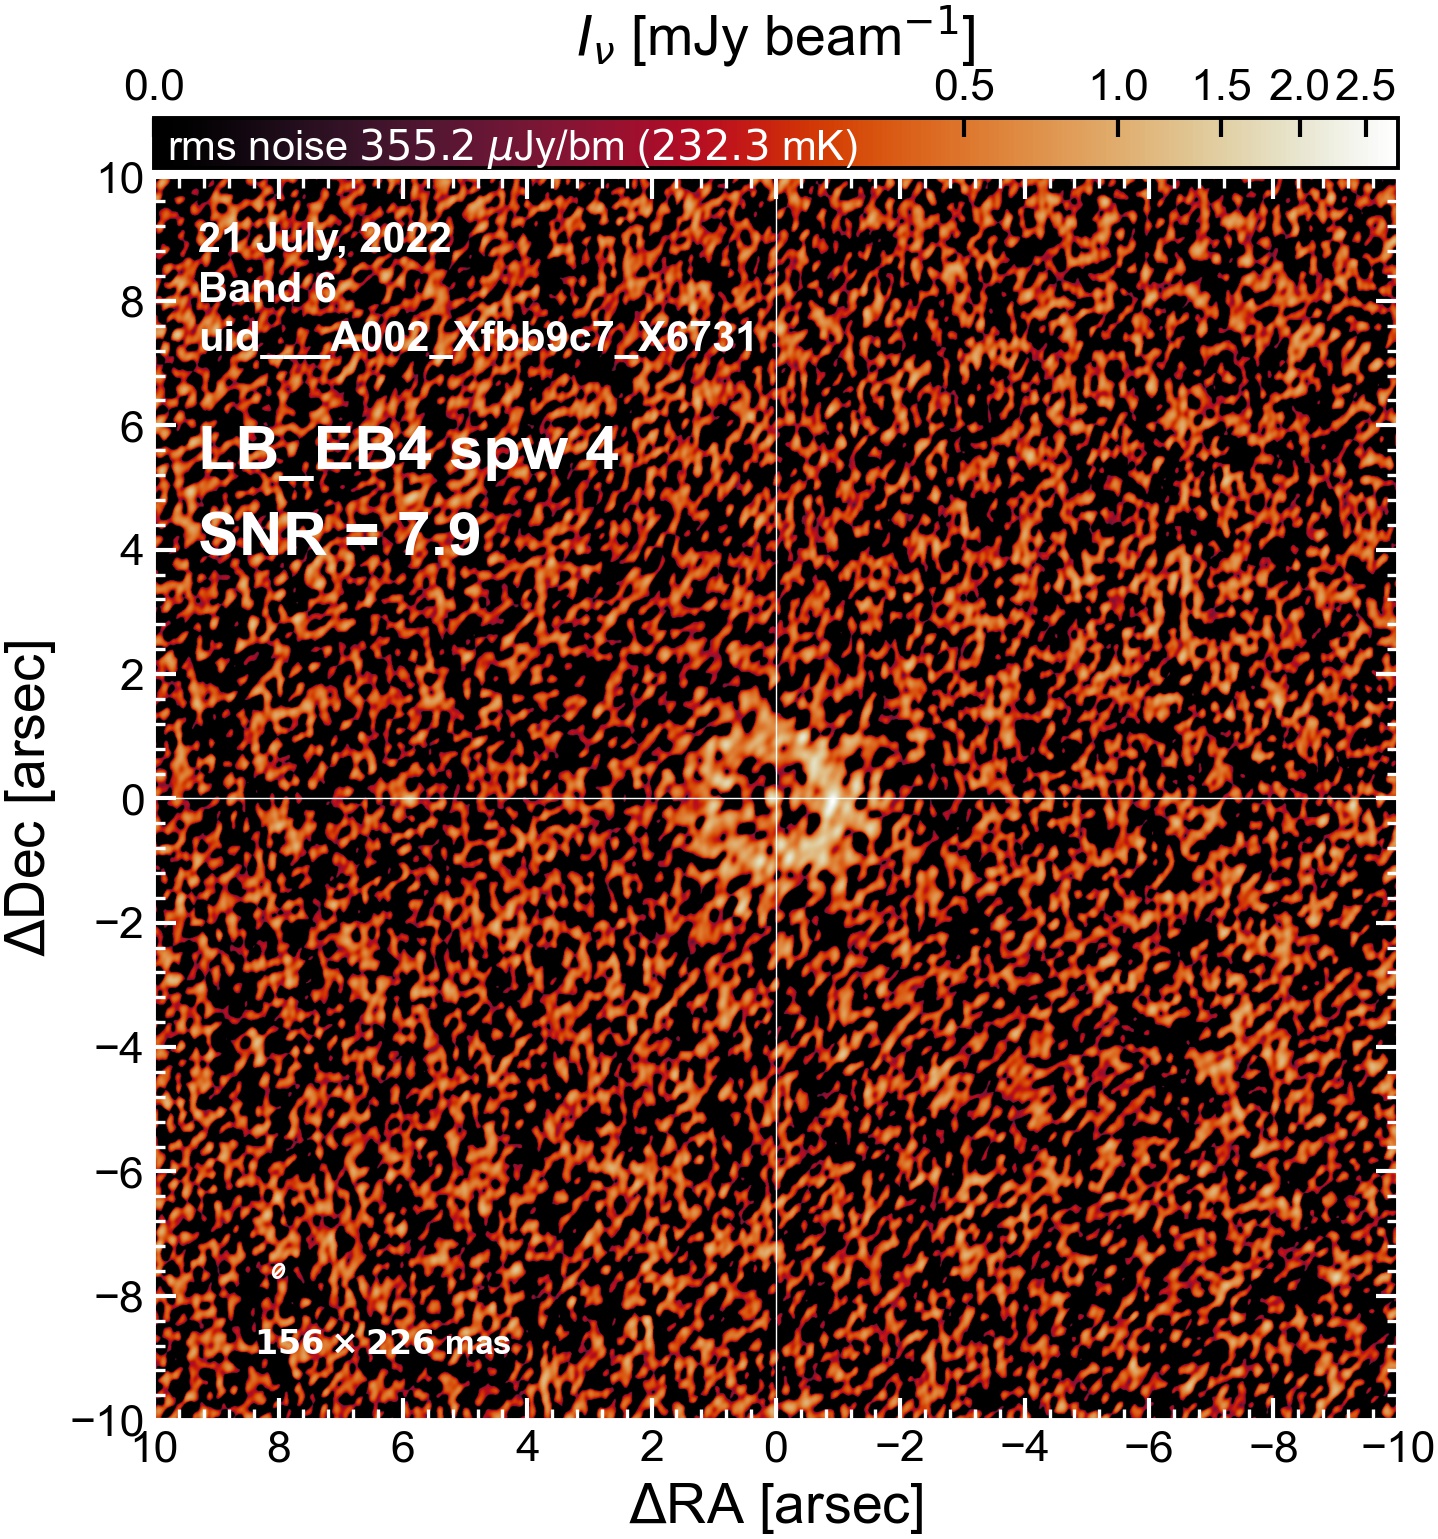 I_ν [mJy beam⁻¹]
0.0 0.5 1.0 1.5 2.0 2.5
rms noise 355.2 μJy/bm (232.3 mK)
10
21 July, 2022
Band 6
8
uid___A002_Xfbb9c7_X6731
6
LB_EB4 spw 4
SNR = 7.9
4
2
0
ΔDec [arsec]
−2
−4
−6
−8
156 × 226 mas
−10
10 8 6 4 2 0 −2 −4 −6 −8 −10
ΔRA [arsec]